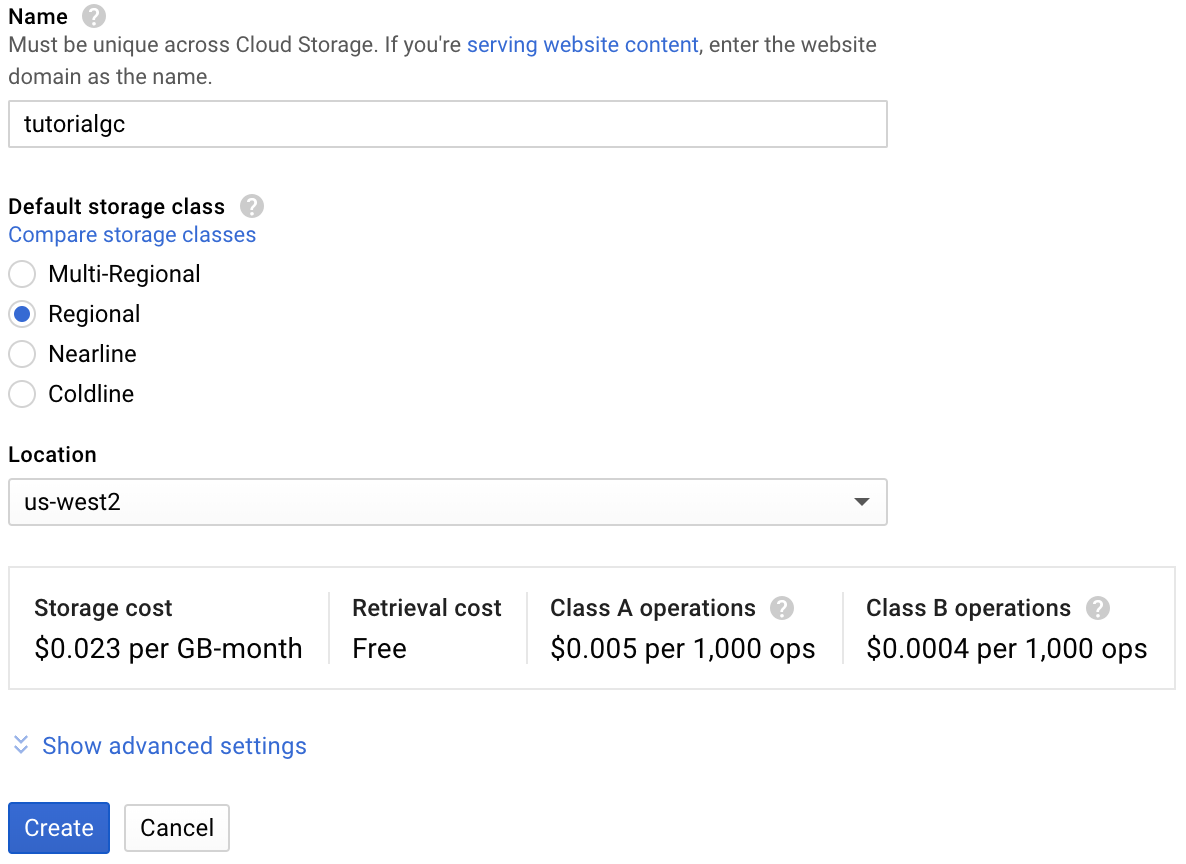 Name ?
Must be unique across Cloud Storage. If you're serving website content, enter the website
domain as the name.
tutorialgc
Default storage class ?
Compare storage classes
Multi-Regional
Regional
Nearline
Coldline
Location
us-west2
Storage cost
$0.023 per GB-month
Retrieval cost
Free
Class A operations ?
$0.005 per 1,000 ops
Class B operations ?
$0.0004 per 1,000 ops
Show advanced settings
Create
Cancel